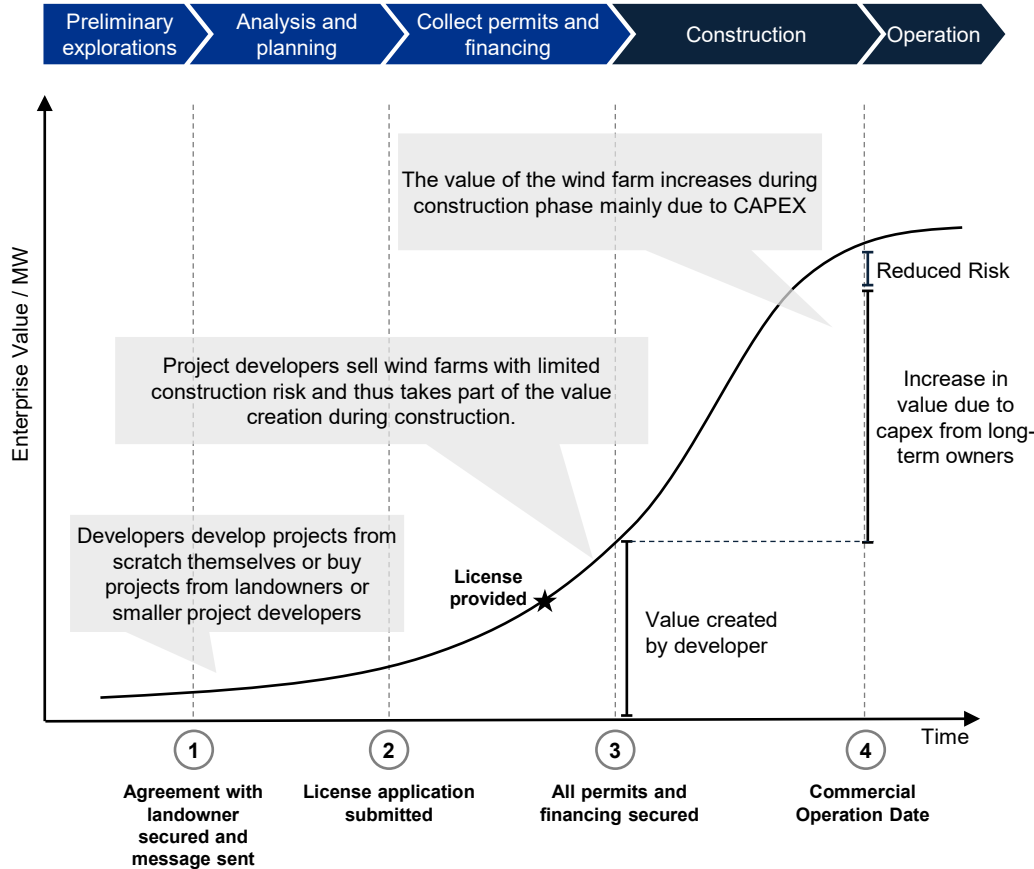 Preliminary
explorations
Analysis and
planning
Collect permits and
financing
Construction
Operation
Enterprise Value / MW
The value of the wind farm increases during
construction phase mainly due to CAPEX
Reduced Risk
Project developers sell wind farms with limited
construction risk and thus takes part of the value
creation during construction.
Increase in
value due to
capex from long-
term owners
Developers develop projects from
scratch themselves or buy
projects from landowners or
smaller project developers
License
provided
Value created
by developer
Time
1
2
3
4
Agreement with
landowner
secured and
message sent
License application
submitted
All permits and
financing secured
Commercial
Operation Date